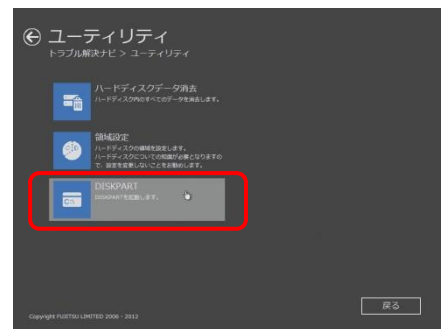 ユーティリティ
トラブル解決ナビ > ユーティリティ
ハードディスクデータ消去
ハードディスク内のすべてのデータを消去します。
領域設定
ハードディスクの領域を設定します。
ハードディスクについての知識が必要となりますの
で、設定を変更しないことをお勧めします。
DISKPART
DISKPARTを起動します。
戻る
Copyright FUJITSU LIMITED 2006 - 2012